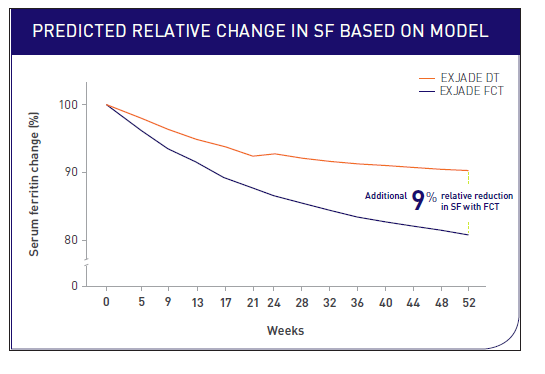 PREDICTED RELATIVE CHANGE IN SF BASED ON MODEL
EXJADE DT
EXJADE FCT
Serum ferritin change (%)
100
90
80
0
Additional 9% relative reduction
in SF with FCT
0 5 9 13 17 21 24 28 32 36 40 44 48 52
Weeks